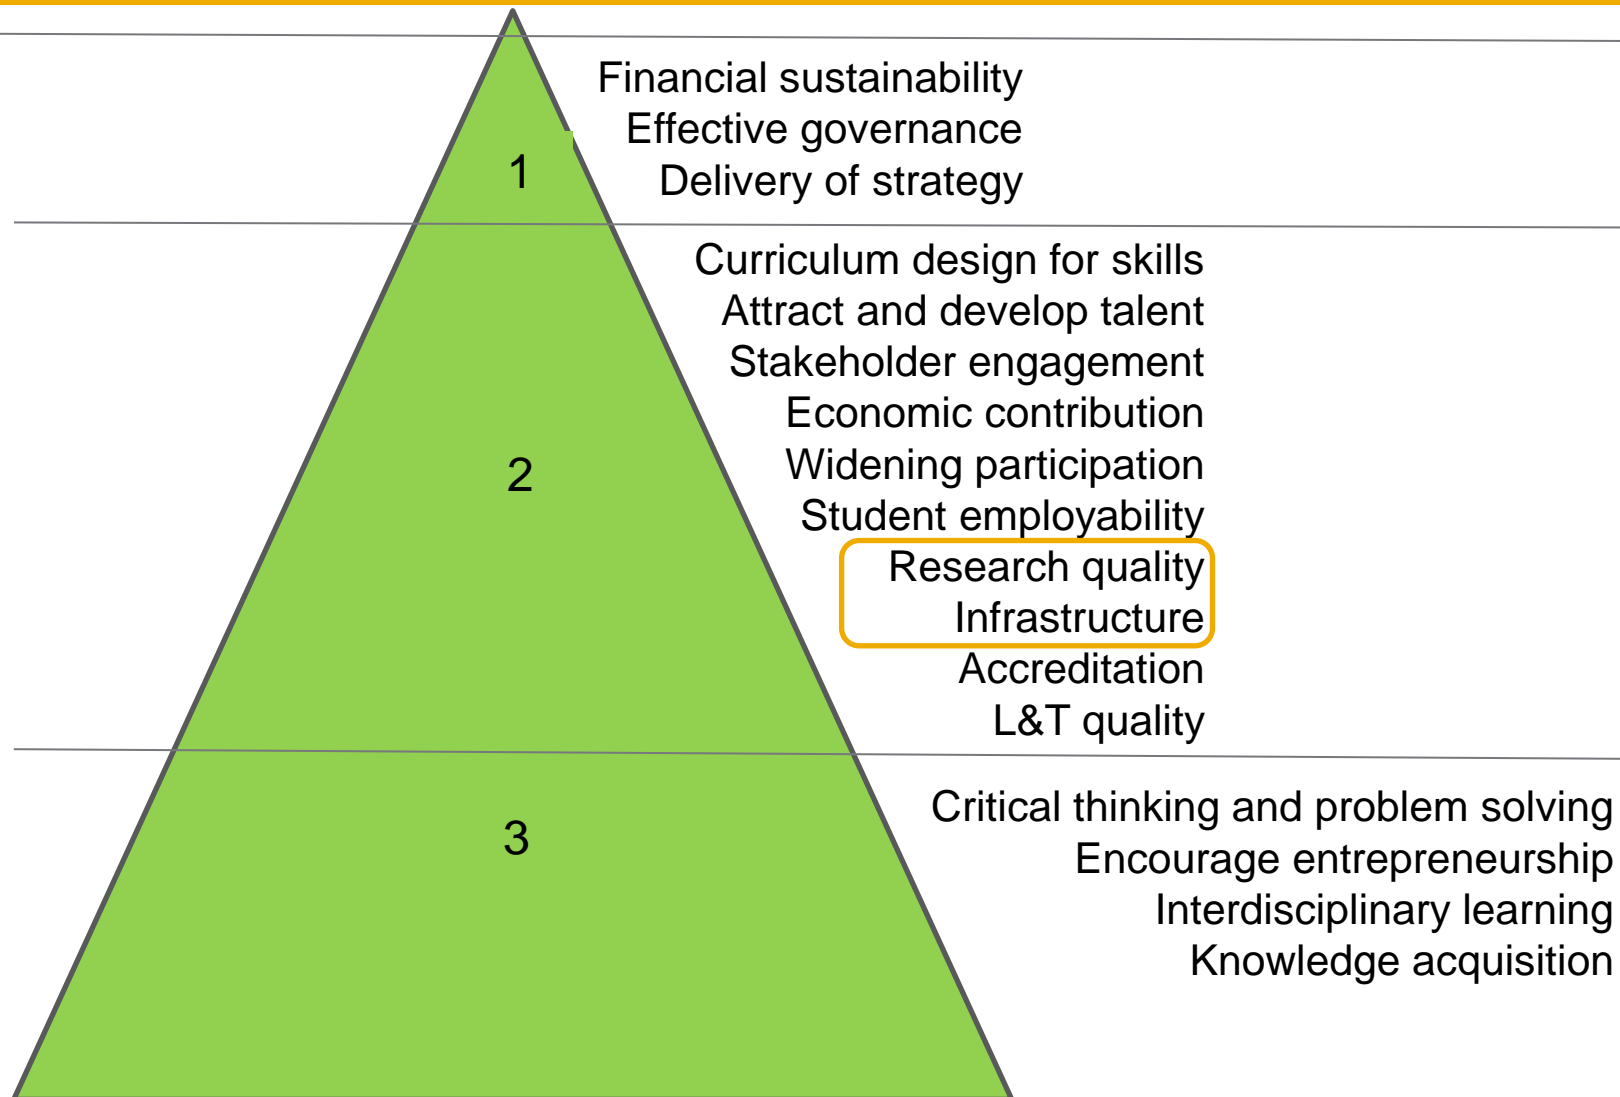 Financial sustainability
Effective governance
Delivery of strategy
1
Curriculum design for skills
Attract and develop talent
Stakeholder engagement
Economic contribution
Widening participation
Student employability
Research quality
Infrastructure
Accreditation
L&T quality
2
Critical thinking and problem solving
Encourage entrepreneurship
Interdisciplinary learning
Knowledge acquisition
3